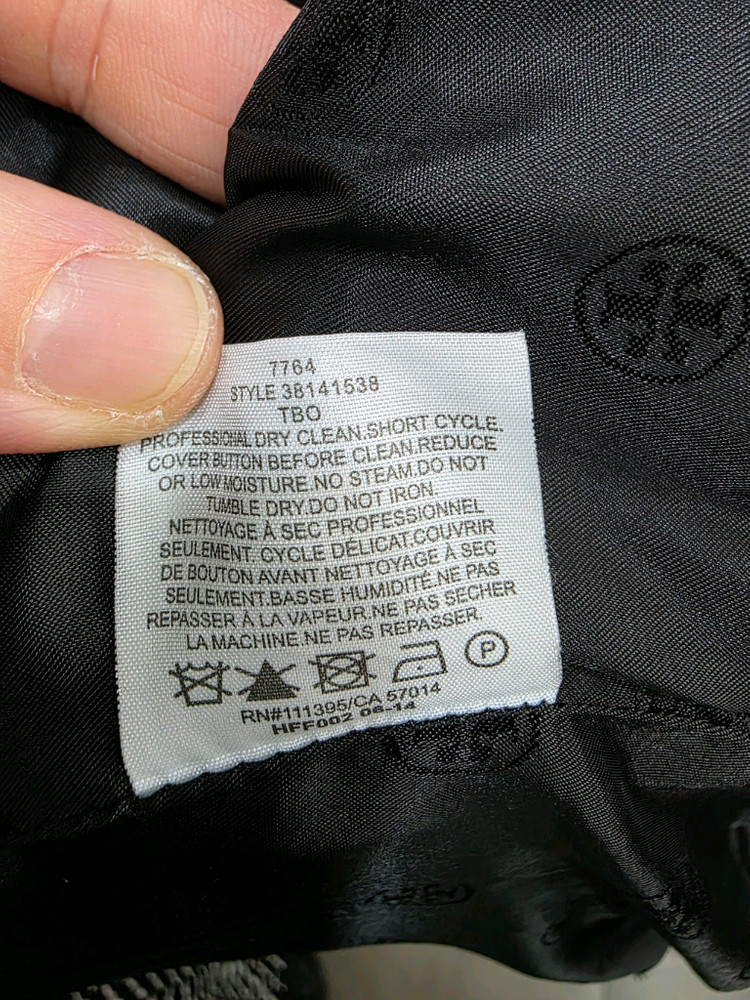 7764
STYLE 38141538
TBO
PROFESSIONAL DRY CLEAN.SHORT CYCLE.
COVER BUTTON BEFORE CLEAN.REDUCE
OR LOW MOISTURE NO STEAM.DO NOT
TUMBLE DRY.DO NOT IRON.
NETTOYAGE À SEC PROFESSIONNEL
SEULEMENT. CYCLE DÉLICAT.COUVRIR
DE BOUTON AVANT NETTOYAGE À SEC
SEULEMENT.BASSE HUMIDITÉ.NE PAS
REPASSER À LA VAPEUR.NE PAS SECHER
LA MACHINE.NE PAS REPASSER.
P
RN#111395/CA 57014
HFF002 06-14